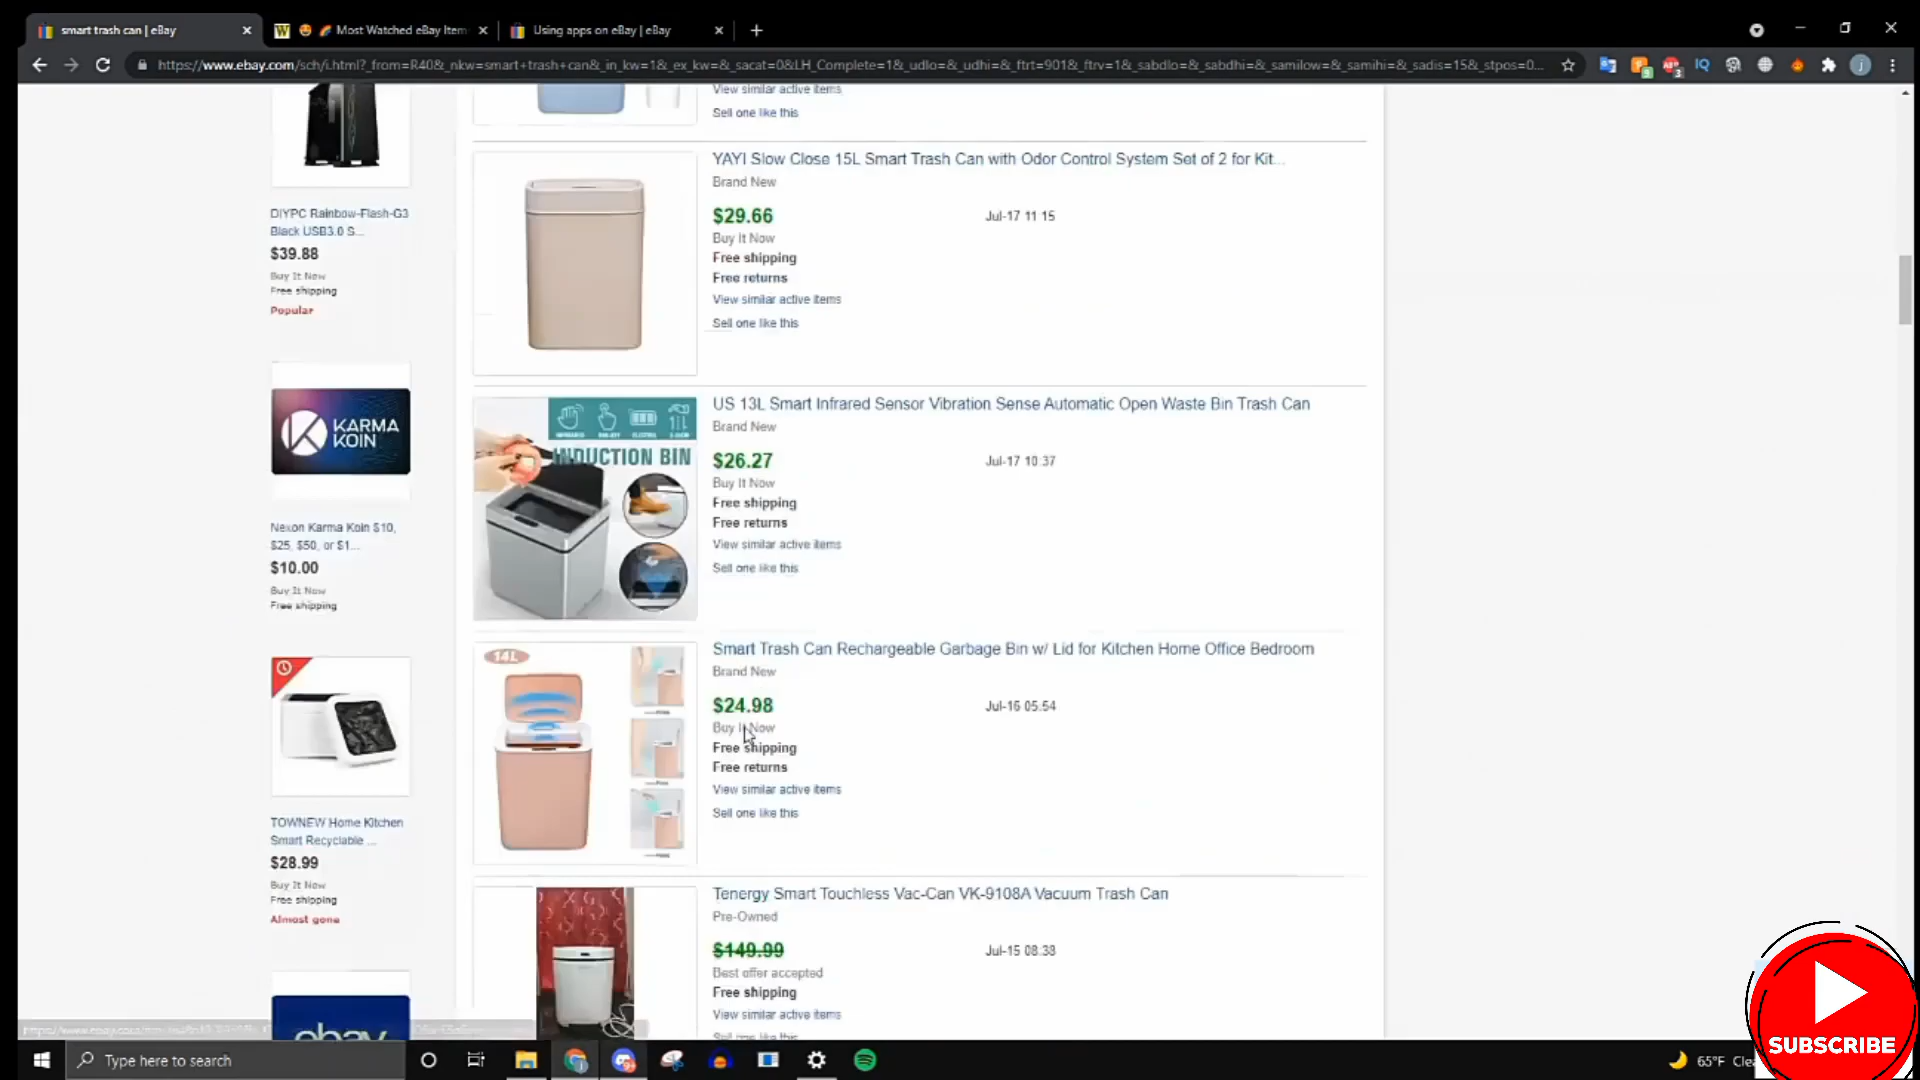 smart trash can | eBay
Most Watched eBay Item
Using apps on eBay | eBay
https://www.ebay.com/sch/i.html?_from=R40&_nkw=smart+trash+can&_in_kw=1&_ex_kw=&_sacat=0&LH_Complete=1&_udlo=&_udhi=&_ftrt=901&_ftrv=1&_sabdlo=&_sabdhi=&_samilow=&_samihi=&_sadis=15&_stpos=0...
View similar active items
Sell one like this
DIYPC Rainbow-Flash-G3
Black USB3.0 S...
$39.88
Buy It Now
Free shipping
Popular
YAYI Slow Close 15L Smart Trash Can with Odor Control System Set of 2 for Kit...
Brand New
$29.66
Jul-17 11:15
Buy It Now
Free shipping
Free returns
View similar active items
Sell one like this
KARMA
KOIN
Nexon Karma Koin $10,
$25, $50, or $1...
$10.00
Buy It Now
Free shipping
INDUCTION BIN
US 13L Smart Infrared Sensor Vibration Sense Automatic Open Waste Bin Trash Can
Brand New
$26.27
Jul-17 10:37
Buy It Now
Free shipping
Free returns
View similar active items
Sell one like this
TOWNEW Home Kitchen
Smart Recyclable ...
$28.99
Buy It Now
Free shipping
Almost gone
14L
Smart Trash Can Rechargeable Garbage Bin w/ Lid for Kitchen Home Office Bedroom
Brand New
$24.98
Jul-16 05:54
Buy It Now
Free shipping
Free returns
View similar active items
Sell one like this
Tenergy Smart Touchless Vac-Can VK-9108A Vacuum Trash Can
Pre-Owned
$149.99
Jul-15 08:38
Best offer accepted
Free shipping
View similar active items
Sell one like this
ebay
Type here to search
65°F
SUBSCRIBE